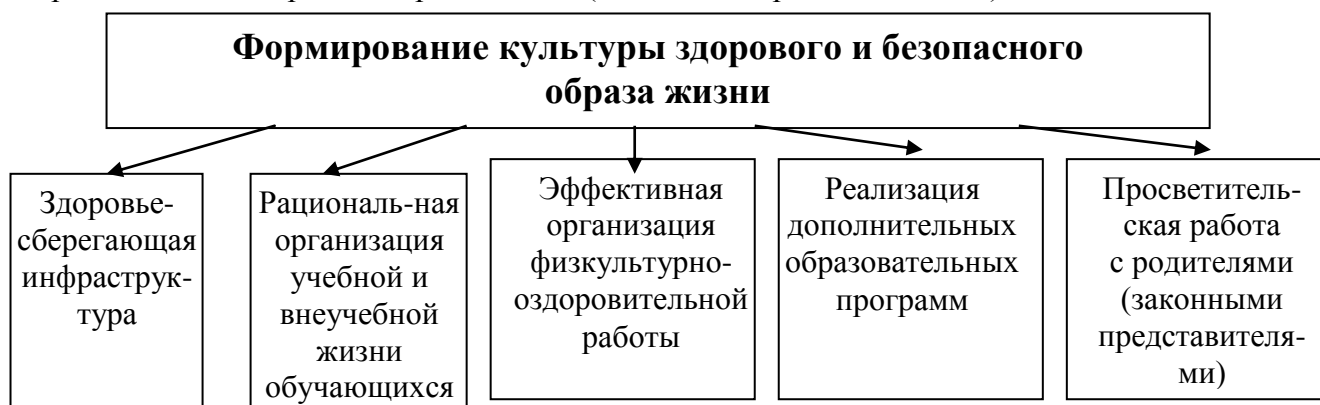 Формирование культуры здорового и безопасного
образа жизни
Здоровье-
сберегающая
инфраструк-
тура
Рациональ-ная
организация
учебной и
внеучебной
жизни
обучающихся
Эффективная
организация
физкультурно-
оздоровительной
работы
Реализация
дополнительных
образовательных
программ
Просветитель-
ская работа
с родителями
(законными
представителя-
ми)